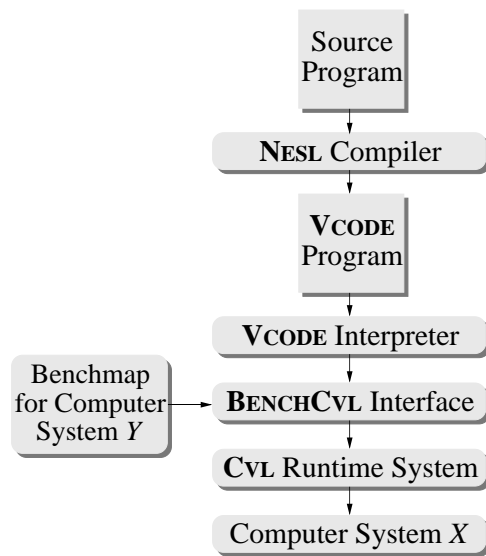 Source
Program
NESL Compiler
VCODE
Program
VCODE Interpreter
Benchmap
for Computer
System Y
BENCHCVL Interface
CVL Runtime System
Computer System X